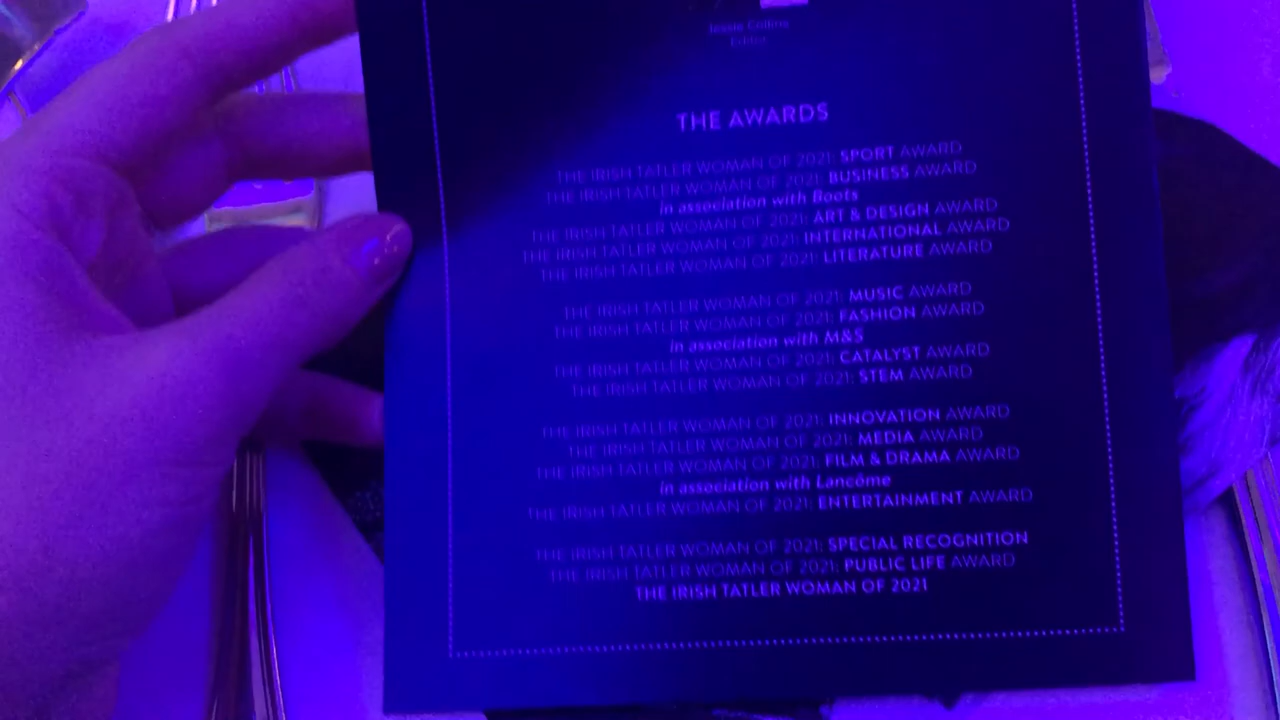 Jessie Collins
Editor
THE AWARDS
THE IRISH TATLER WOMAN OF 2021: SPORT AWARD
THE IRISH TATLER WOMAN OF 2021: BUSINESS AWARD
in association with Boots
THE IRISH TATLER WOMAN OF 2021: ART & DESIGN AWARD
THE IRISH TATLER WOMAN OF 2021: INTERNATIONAL AWARD
THE IRISH TATLER WOMAN OF 2021: LITERATURE AWARD
THE IRISH TATLER WOMAN OF 2021: MUSIC AWARD
THE IRISH TATLER WOMAN OF 2021: FASHION AWARD
in association with M&S
THE IRISH TATLER WOMAN OF 2021: CATALYST AWARD
THE IRISH TATLER WOMAN OF 2021: STEM AWARD
THE IRISH TATLER WOMAN OF 2021: INNOVATION AWARD
THE IRISH TATLER WOMAN OF 2021: MEDIA AWARD
THE IRISH TATLER WOMAN OF 2021: FILM & DRAMA AWARD
in association with Lancôme
THE IRISH TATLER WOMAN OF 2021: ENTERTAINMENT AWARD
THE IRISH TATLER WOMAN OF 2021: SPECIAL RECOGNITION
THE IRISH TATLER WOMAN OF 2021: PUBLIC LIFE AWARD
THE IRISH TATLER WOMAN OF 2021